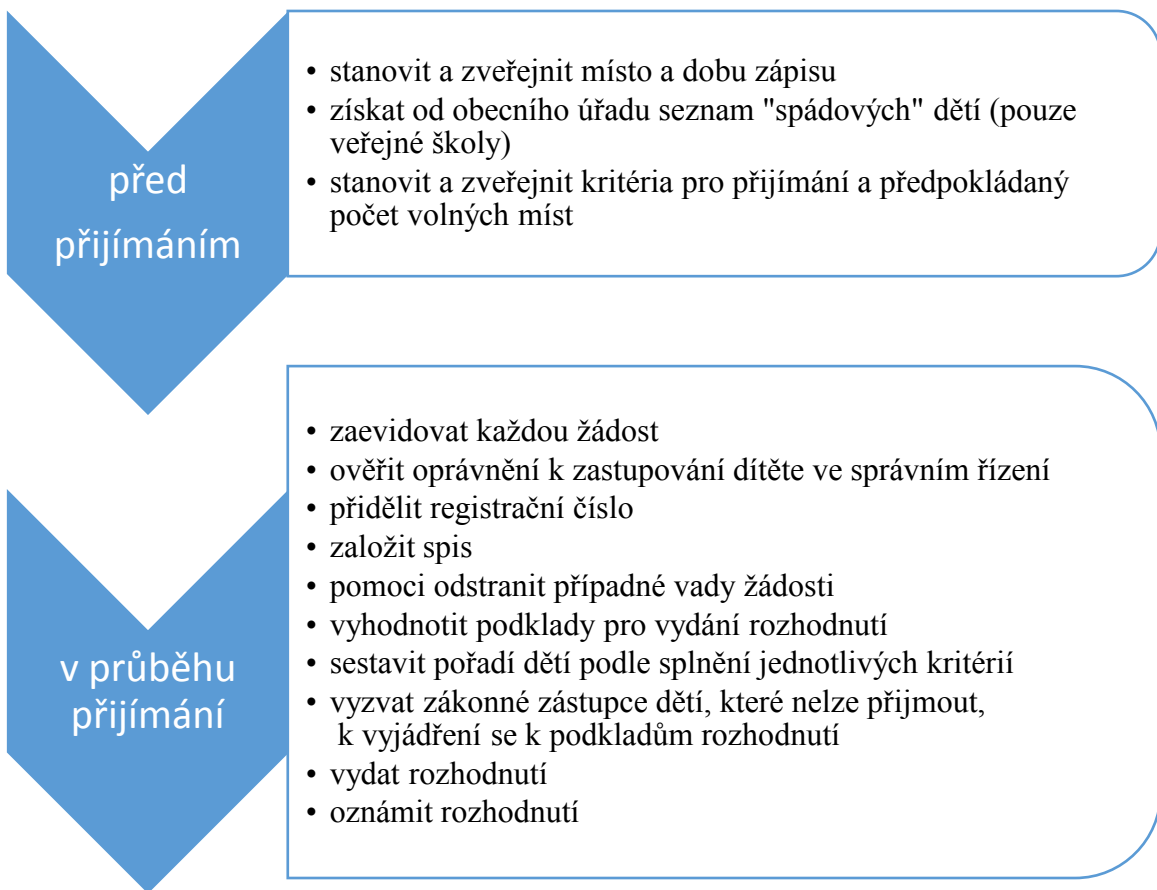 před
přijímáním
• stanovit a zveřejnit místo a dobu zápisu
• získat od obecního úřadu seznam "spádových" dětí (pouze
veřejné školy)
• stanovit a zveřejnit kritéria pro přijímání a předpokládaný
počet volných míst
v průběhu
přijímání
• zaevidovat každou žádost
• ověřit oprávnění k zastupování dítěte ve správním řízení
• přidělit registrační číslo
• založit spis
• pomoci odstranit případné vady žádosti
• vyhodnotit podklady pro vydání rozhodnutí
• sestavit pořadí dětí podle splnění jednotlivých kritérií
• vyzvat zákonné zástupce dětí, které nelze přijmout,
k vyjádření se k podkladům rozhodnutí
• vydat rozhodnutí
• oznámit rozhodnutí